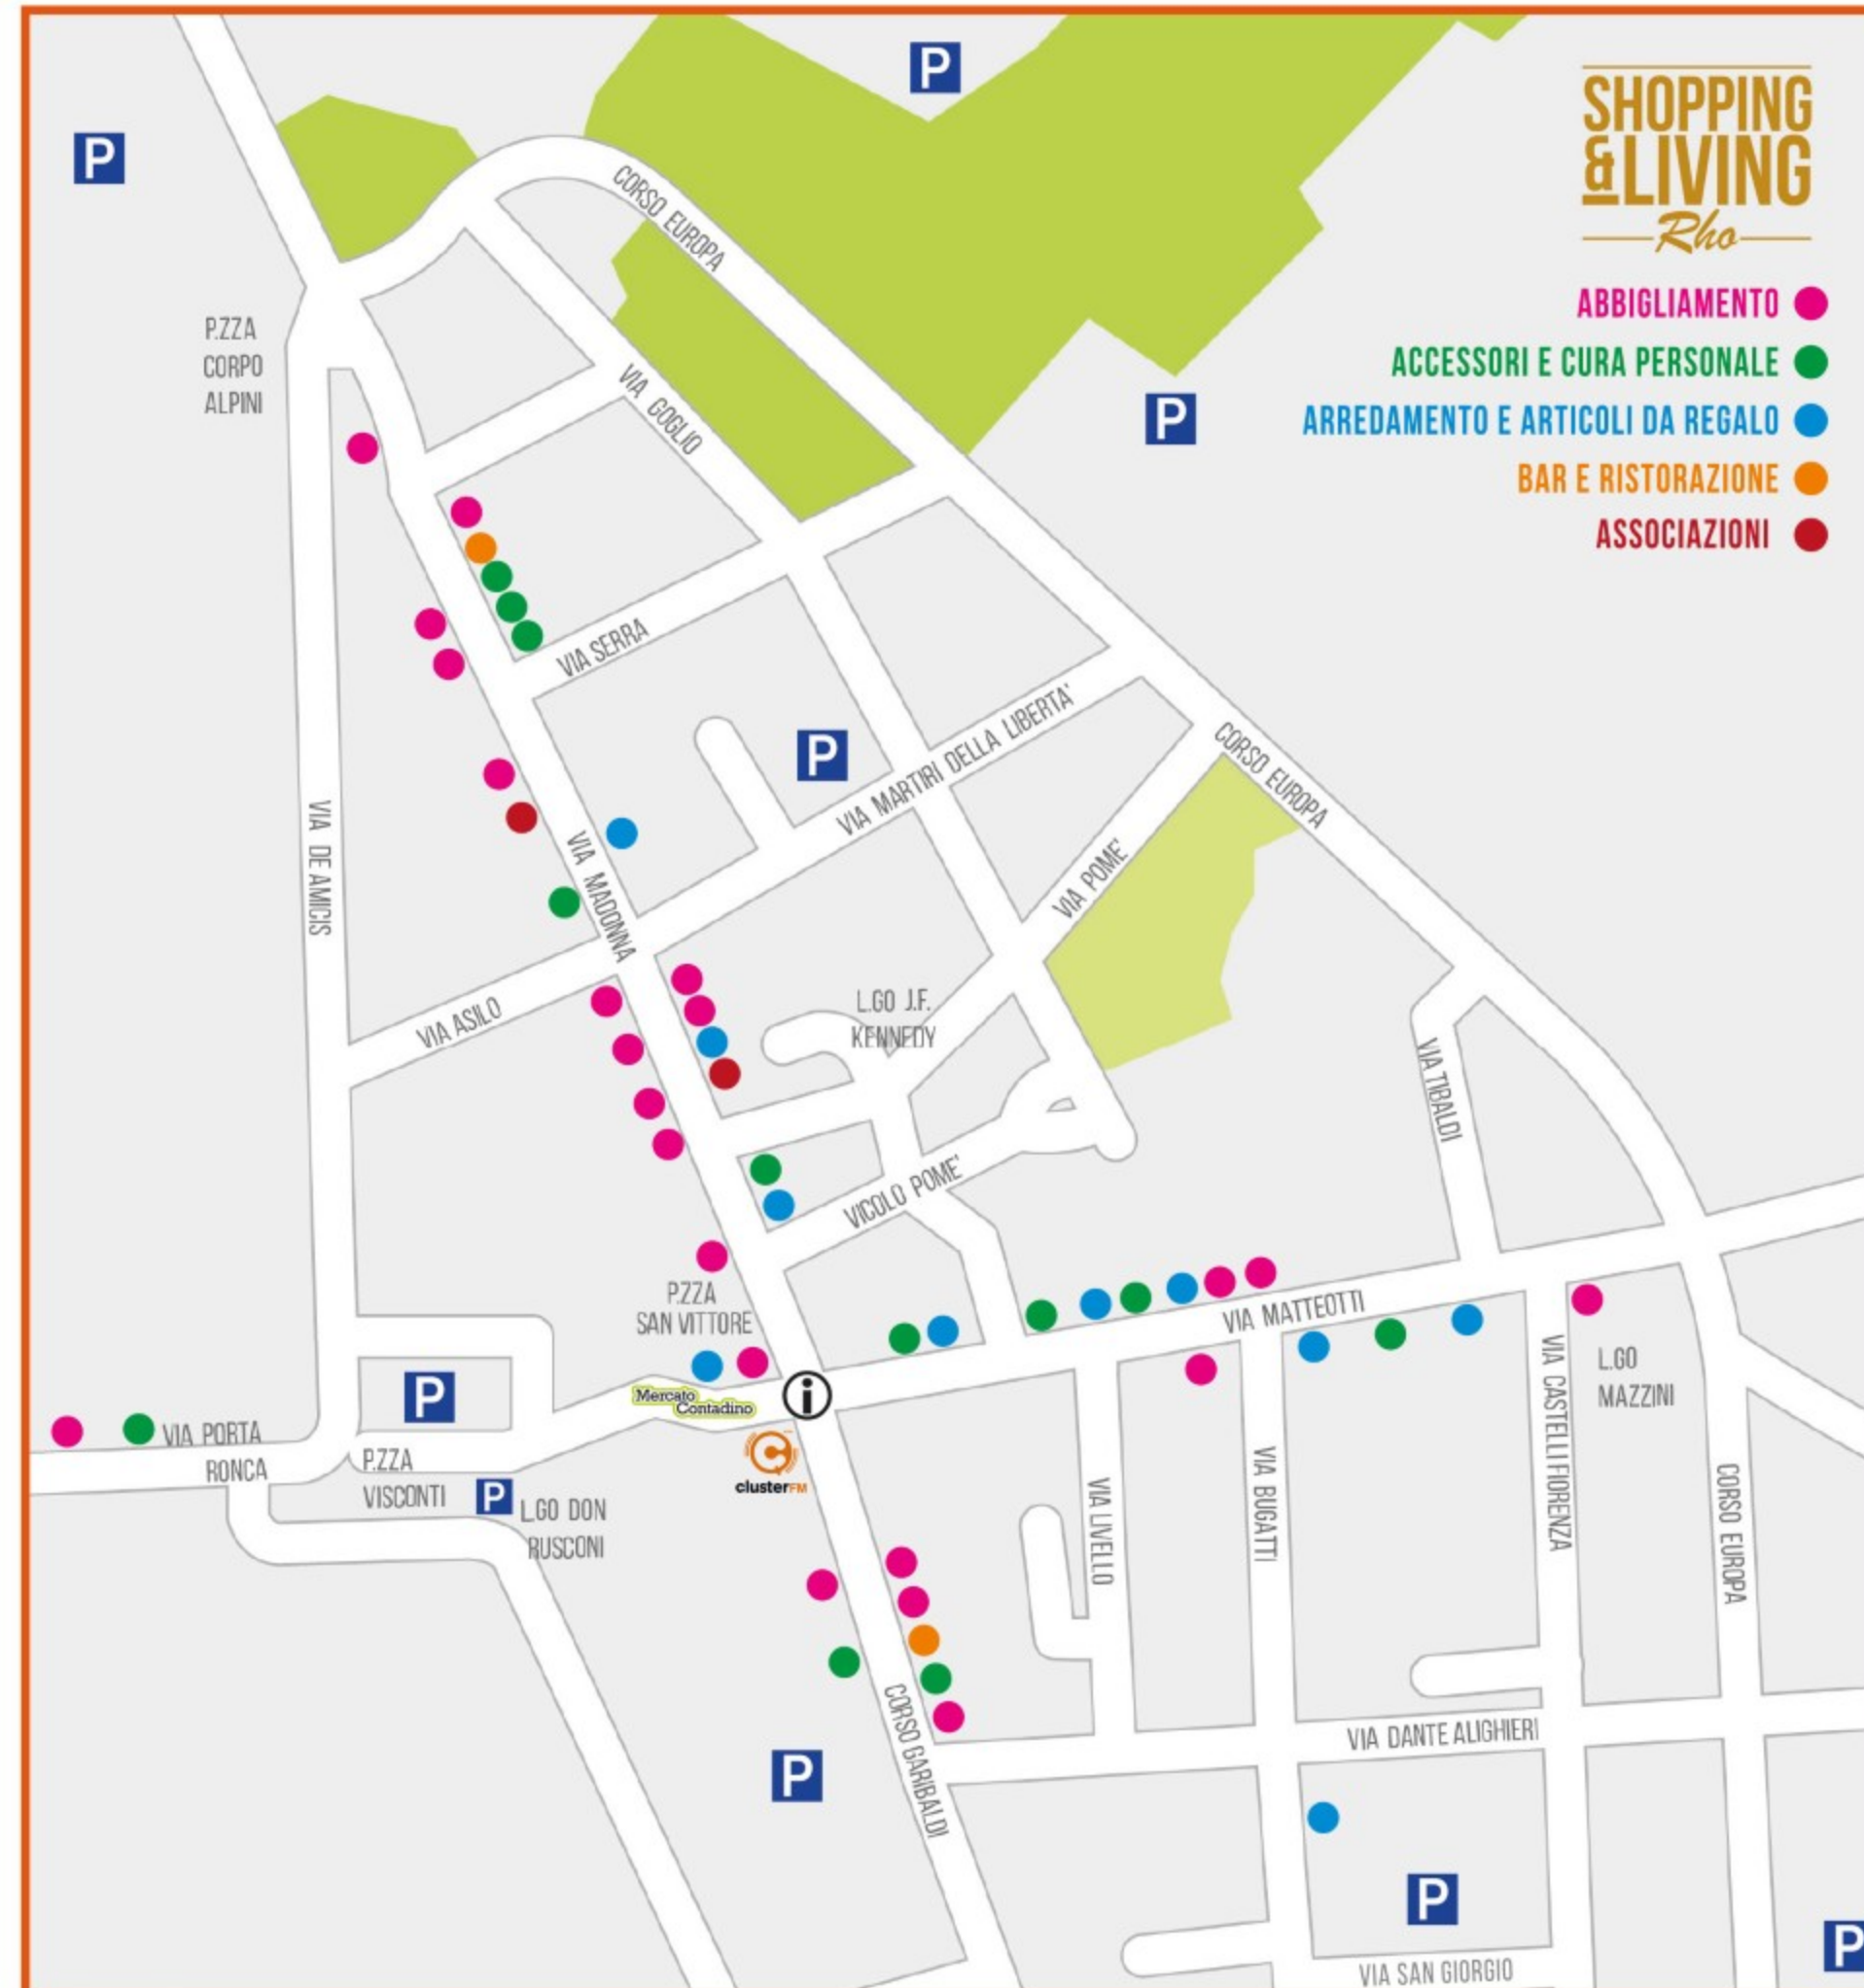 P
P
SHOPPING
&LIVING
Rho
CORSO EUROPA
ABBIGLIAMENTO
P.ZZA
CORPO
ALPINI
ACCESSORI E CURA PERSONALE
P
ARREDAMENTO E ARTICOLI DA REGALO
VIA GOGLIO
BAR E RISTORAZIONE
ASSOCIAZIONI
VIA SERRA
P
VIA MARTIRI DELLA LIBERTA'
CORSO EUROPA
VIA DE AMICIS
VIA MADONNA
VIA POME'
VIA ASILO
L.GO J.F.
KENNEDY
VIA TIBALDI
VICOLO POME'
P.ZZA
SAN VITTORE
VIA MATTEOTTI
P
Mercato
Contadino
i
L.GO
MAZZINI
VIA CASTELLI FIORENZA
VIA PORTA
RONCA
P.ZZA
VISCONTI
P
L.GO DON
RUSCONI
clusterFM
VIA LIVELLO
VIA BUGATTI
CORSO EUROPA
CORSO GARIBALDI
VIA DANTE ALIGHIERI
P
P
P
VIA SAN GIORGIO